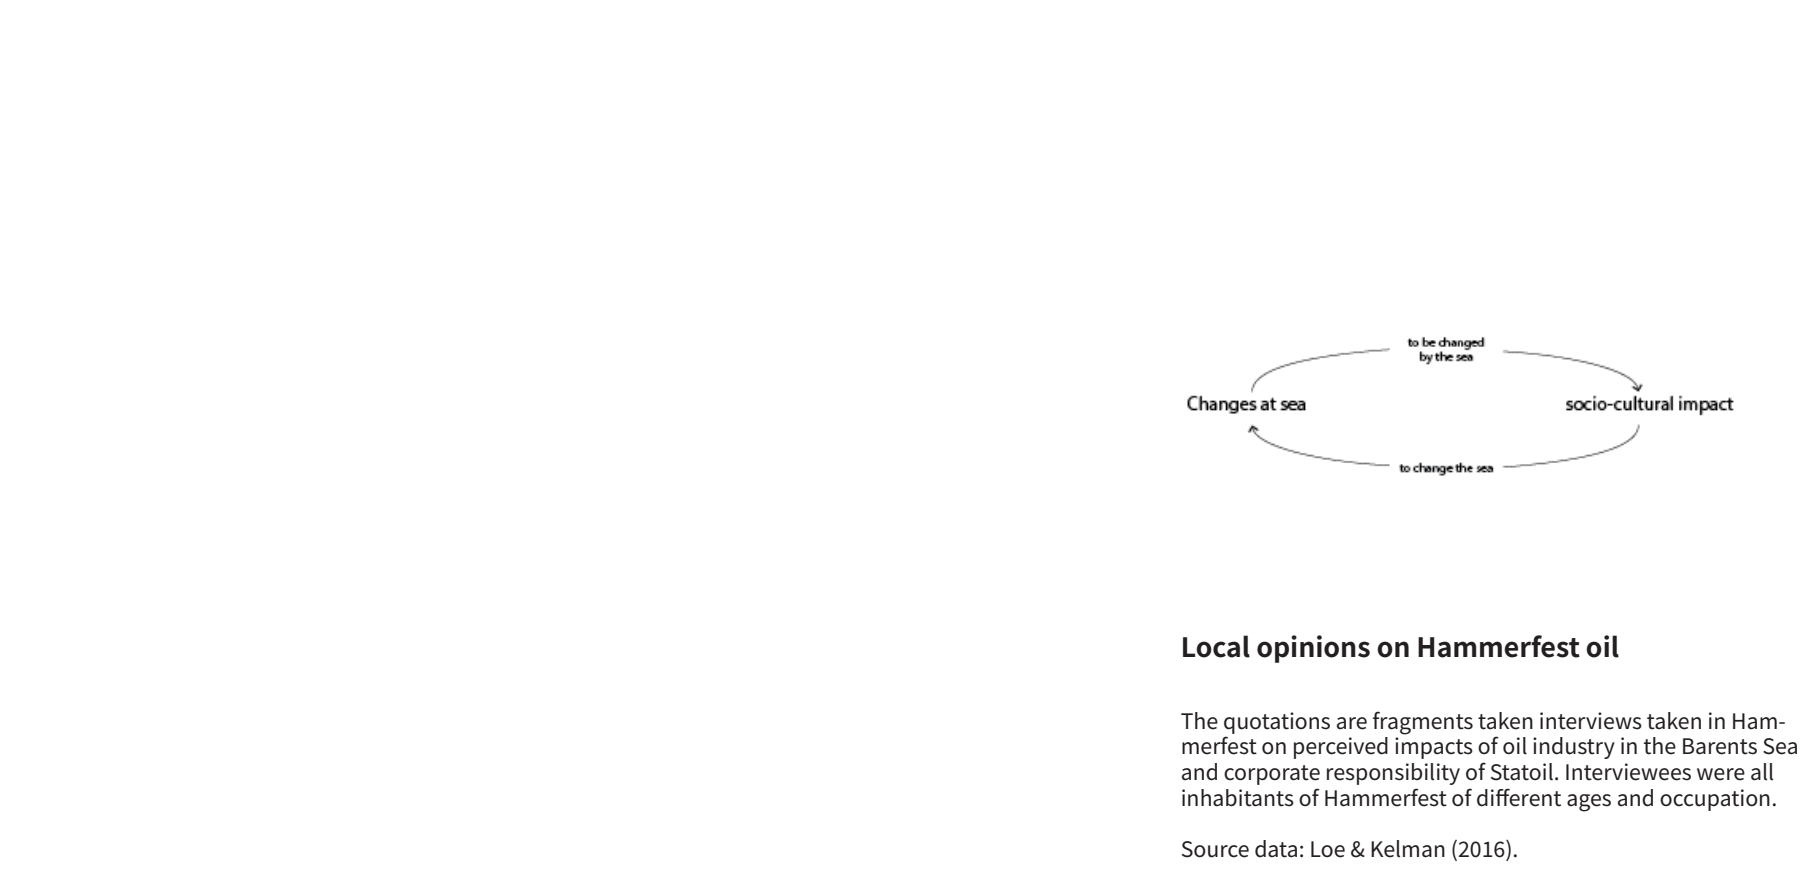 to be changed
by the sea
Changes at sea
socio-cultural impact
to change the sea
Local opinions on Hammerfest oil
The quotations are fragments taken interviews taken in Ham-
merfest on perceived impacts of oil industry in the Barents Sea
and corporate responsibility of Statoil. Interviewees were all
inhabitants of Hammerfest of different ages and occupation.
Source data: Loe & Kelman (2016).